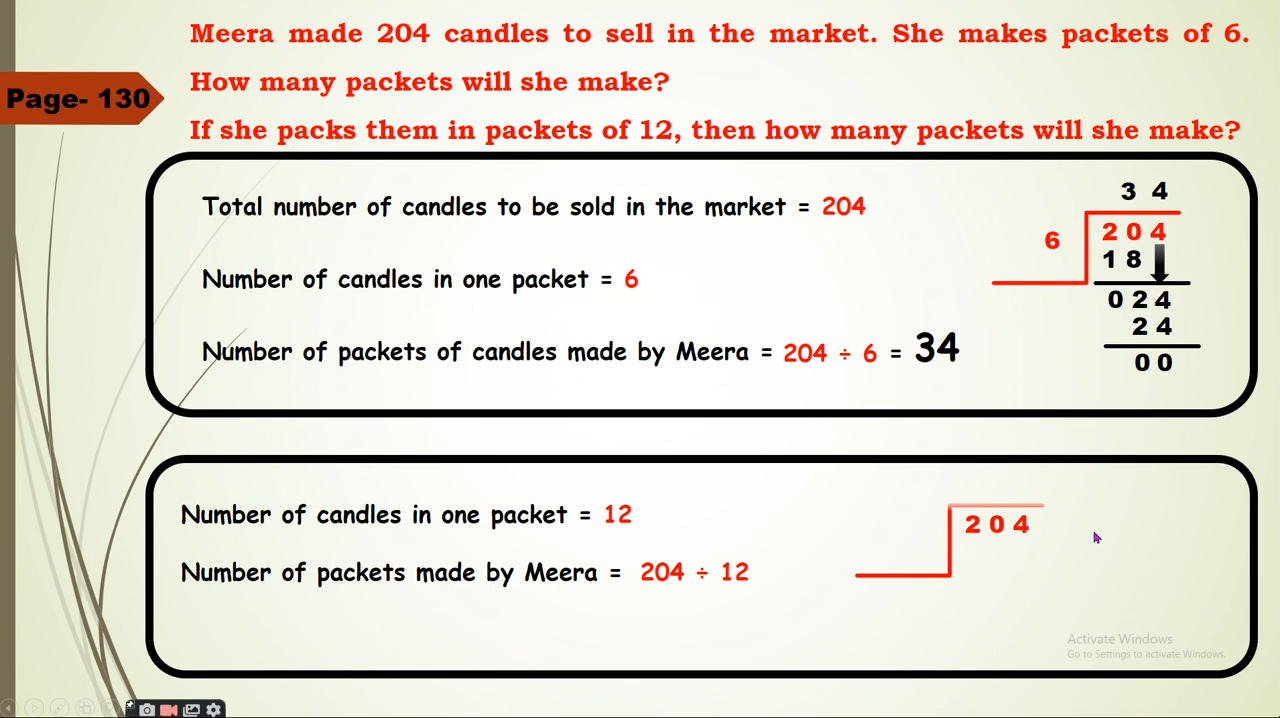 Meera made 204 candles to sell in the market. She makes packets of 6.
How many packets will she make?
Page- 130
If she packs them in packets of 12, then how many packets will she make?
Total number of candles to be sold in the market = 204
Number of candles in one packet = 6
Number of packets of candles made by Meera = 204 ÷ 6 = 34
3 4
6
2 0 4
1 8
0 2 4
2 4
0 0
Number of candles in one packet = 12
Number of packets made by Meera = 204 ÷ 12
2 0 4
Activate Windows
Go to Settings to activate Windows.